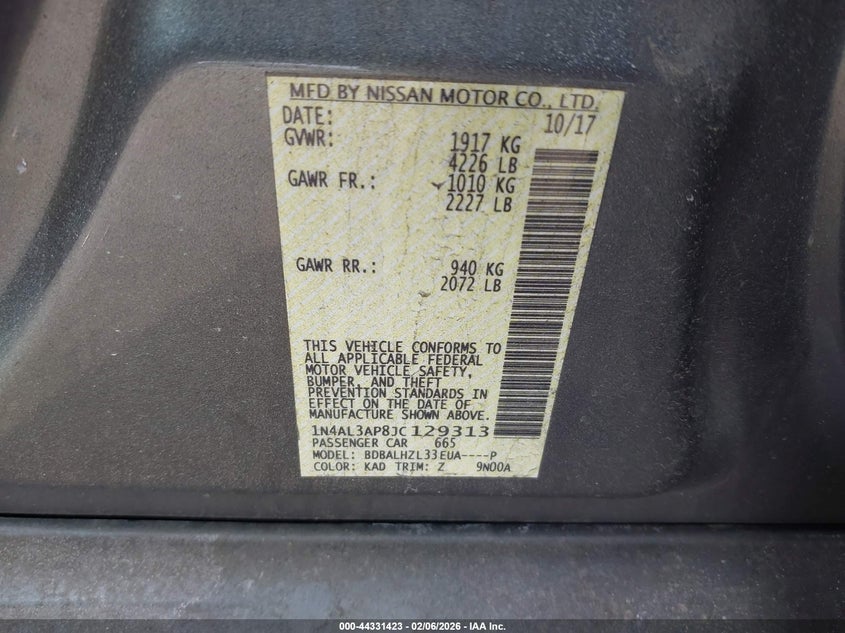 MFD BY NISSAN MOTOR CO., LTD.
DATE: 10/17
GVWR: 1917 KG
4226 LB
GAWR FR.: 1010 KG
2227 LB
GAWR RR.: 940 KG
2072 LB
THIS VEHICLE CONFORMS TO
ALL APPLICABLE FEDERAL
MOTOR VEHICLE SAFETY,
BUMPER, AND THEFT
PREVENTION STANDARDS IN
EFFECT ON THE DATE OF
MANUFACTURE SHOWN ABOVE.
1N4AL3AP8JC129313
PASSENGER CAR 665
MODEL: BDBALHZL33EUA----P
COLOR: KAD TRIM: Z 9N00A
000-44331423 - 02/06/2026 - IAA Inc.